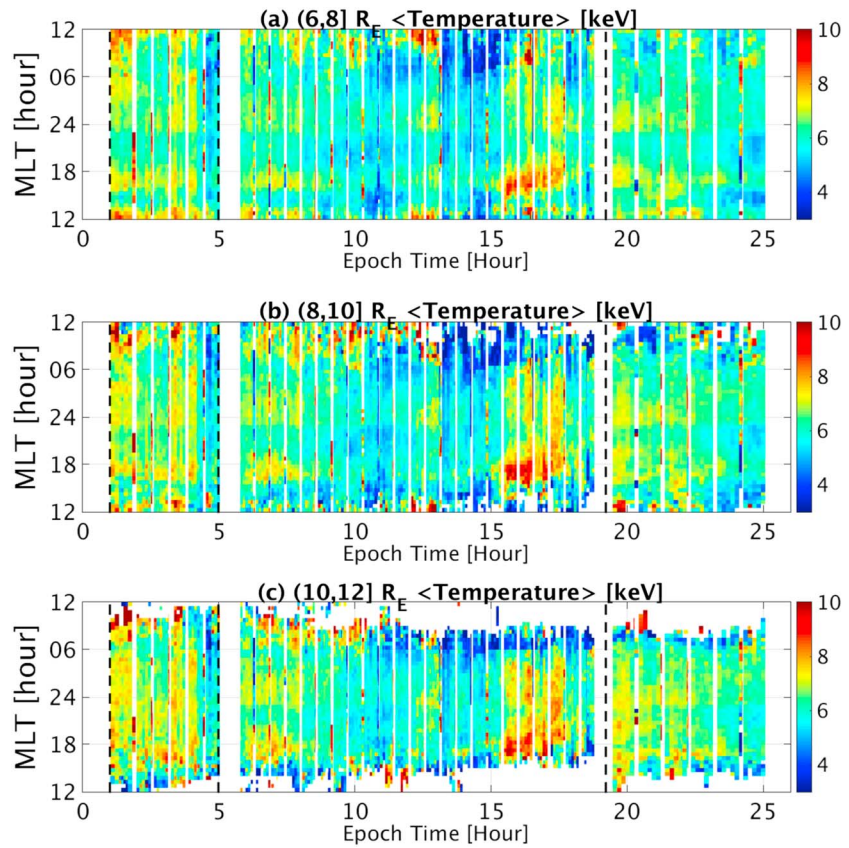 (a) (6,8] R_E <Temperature> [keV]
12
06
24
18
12
MLT [hour]
0 5 10 15 20 25
Epoch Time [Hour]
10
8
6
4
(b) (8,10] R_E <Temperature> [keV]
12
06
24
18
12
MLT [hour]
0 5 10 15 20 25
Epoch Time [Hour]
10
8
6
4
(c) (10,12] R_E <Temperature> [keV]
12
06
24
18
12
MLT [hour]
0 5 10 15 20 25
Epoch Time [Hour]
10
8
6
4